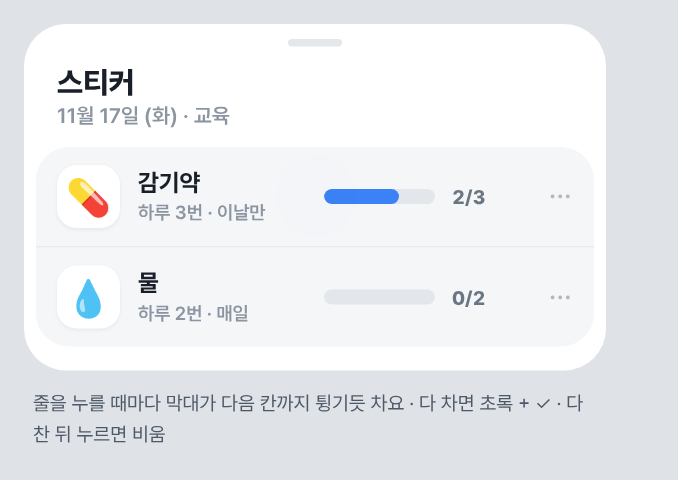 스티커
11월 17일 (화) · 교육
감기약
하루 3번 · 이날만
2/3
물
하루 2번 · 매일
0/2
줄을 누를 때마다 막대가 다음 칸까지 튕기듯 차요 · 다 차면 초록 + ✓ · 다
찬 뒤 누르면 비움